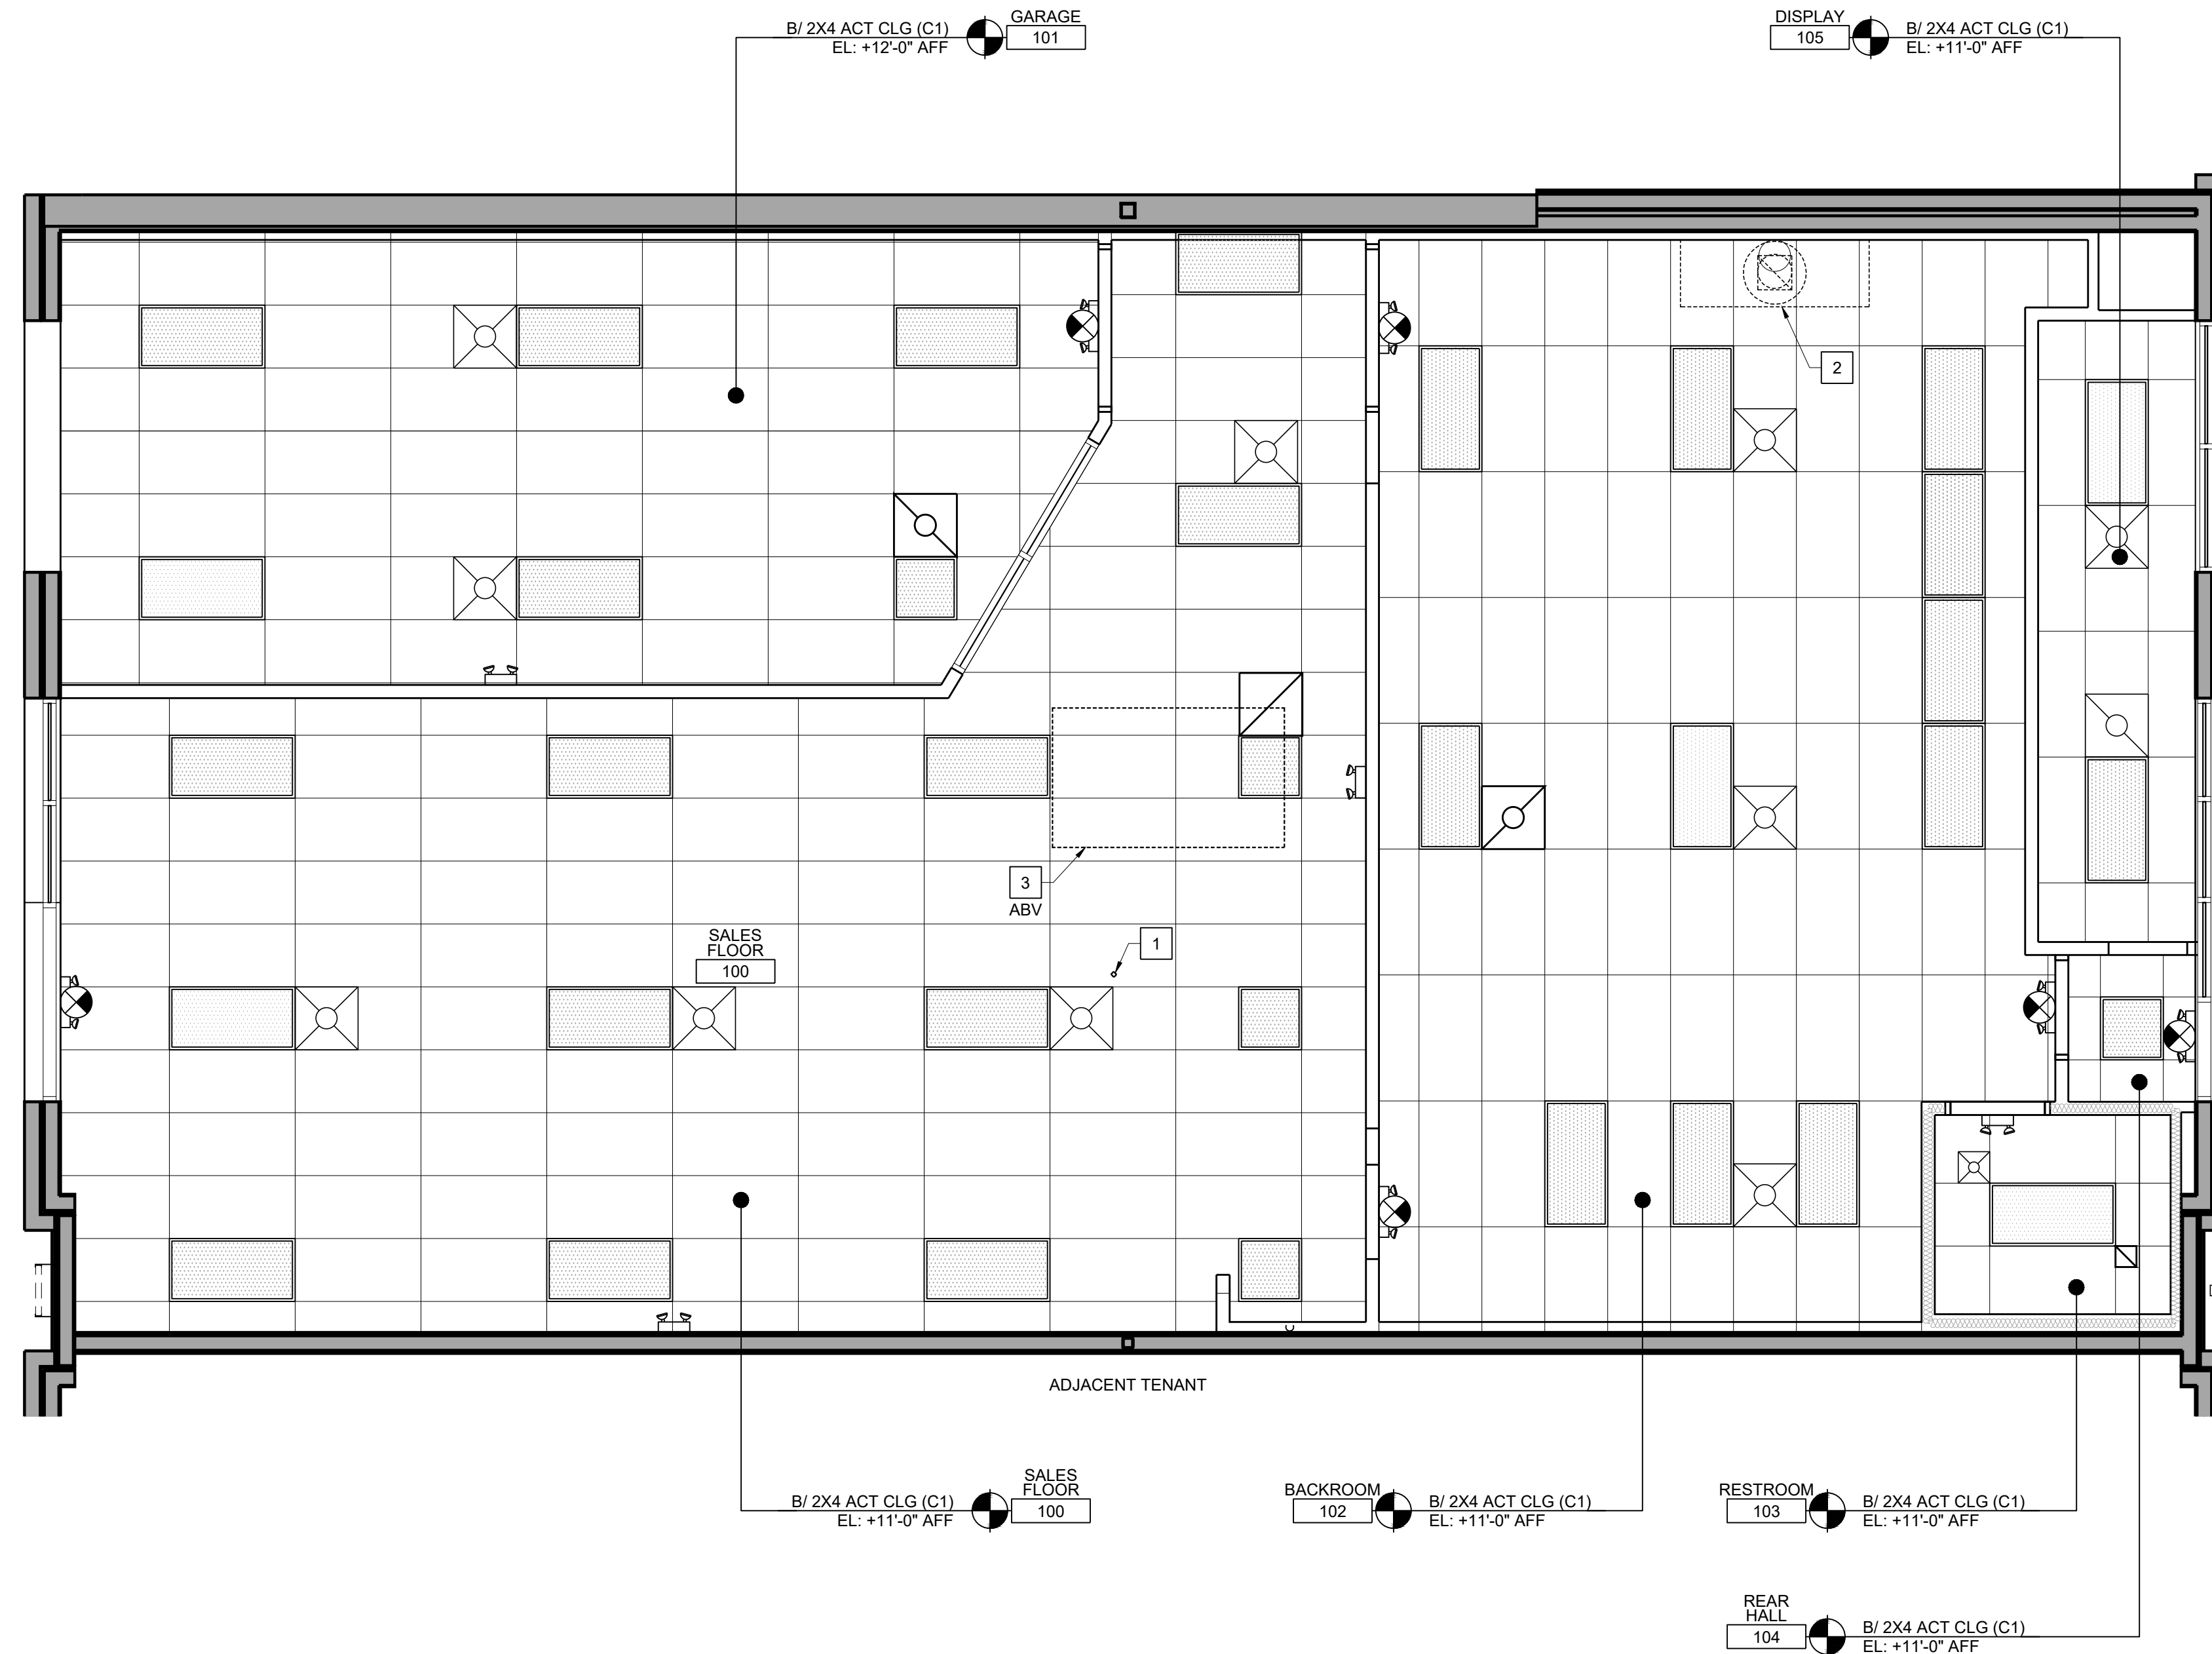 GARAGE
101
B/ 2X4 ACT CLG (C1)
EL: +12'-0" AFF
DISPLAY
105
B/ 2X4 ACT CLG (C1)
EL: +11'-0" AFF
2
3
ABV
SALES
FLOOR
100
1
ADJACENT TENANT
B/ 2X4 ACT CLG (C1)
EL: +11'-0" AFF
SALES
FLOOR
100
BACKROOM
102
B/ 2X4 ACT CLG (C1)
EL: +11'-0" AFF
RESTROOM
103
B/ 2X4 ACT CLG (C1)
EL: +11'-0" AFF
REAR
HALL
104
B/ 2X4 ACT CLG (C1)
EL: +11'-0" AFF